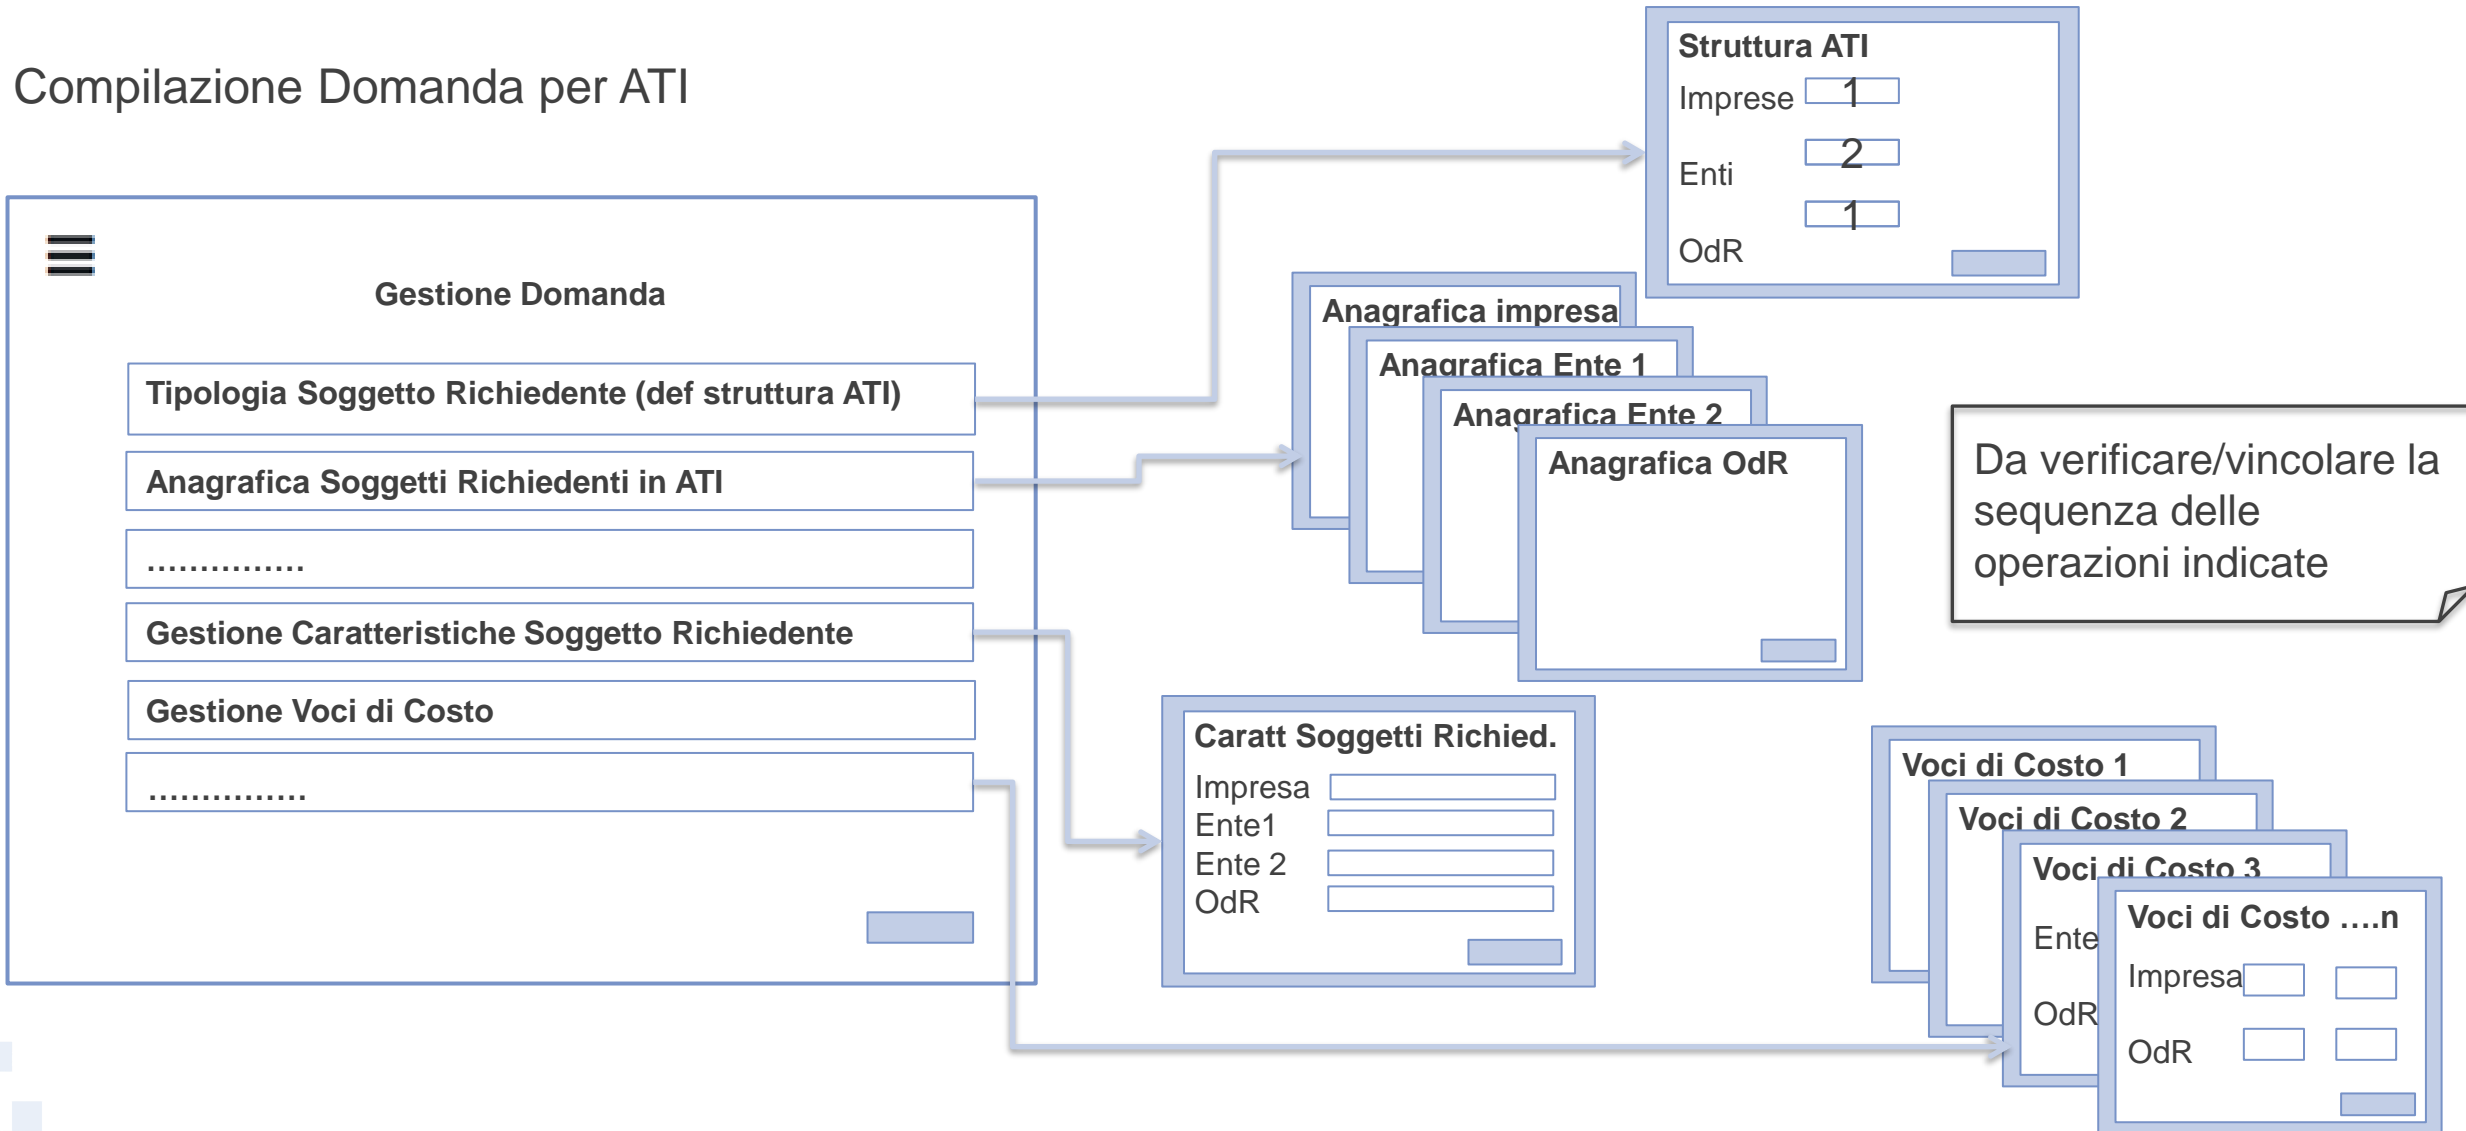 Compilazione Domanda per ATI
Gestione Domanda
Tipologia Soggetto Richiedente (def struttura ATI)
Anagrafica Soggetti Richiedenti in ATI
……………
Gestione Caratteristiche Soggetto Richiedente
Gestione Voci di Costo
……………
Struttura ATI
Imprese 1
Enti 2
OdR 1
Anagrafica impresa
Anagrafica Ente 1
Anagrafica Ente 2
Anagrafica OdR
Da verificare/vincolare la
sequenza delle
operazioni indicate
Caratt Soggetti Richied.
Impresa
Ente1
Ente 2
OdR
Voci di Costo 1
Voci di Costo 2
Voci di Costo 3
Ente
OdR
Voci di Costo ….n
Impresa
OdR